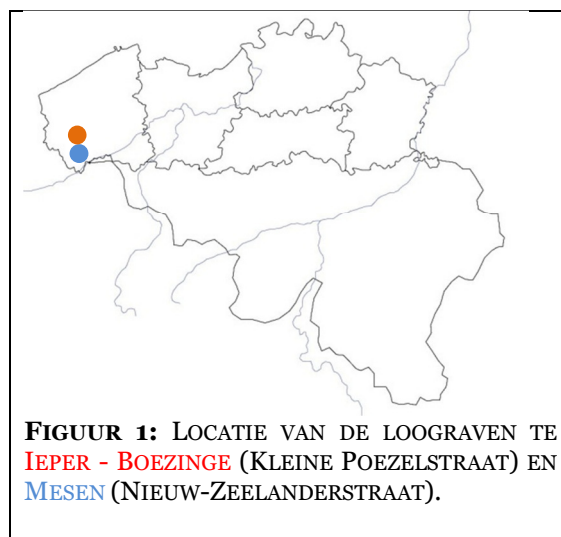 FIGUUR 1: LOCATIE VAN DE LOOGRAVEN TE
IEPER - BOEZINGE (KLEINE POEZELSTRAAT) EN
MESEN (NIEUW-ZEELANDERSTRAAT).